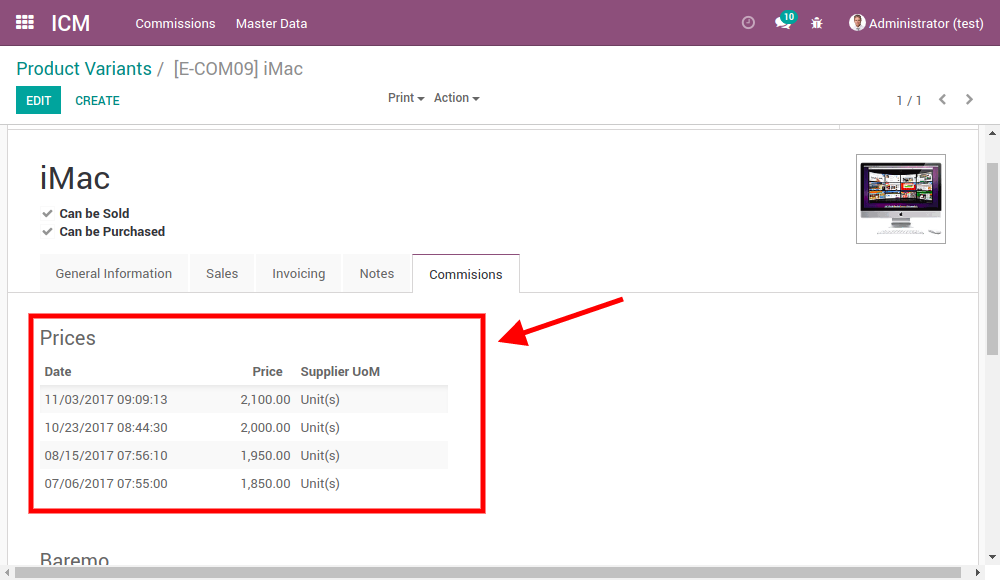 ICM Commissions Master Data 10 Administrator (test)
Product Variants / [E-COM09] iMac
EDIT CREATE Print Action 1 / 1
iMac
Can be Sold
Can be Purchased
General Information Sales Invoicing Notes Commisions
Prices
Date Price Supplier UoM
11/03/2017 09:09:13 2,100.00 Unit(s)
10/23/2017 08:44:30 2,000.00 Unit(s)
08/15/2017 07:56:10 1,950.00 Unit(s)
07/06/2017 07:55:00 1,850.00 Unit(s)
Baremo